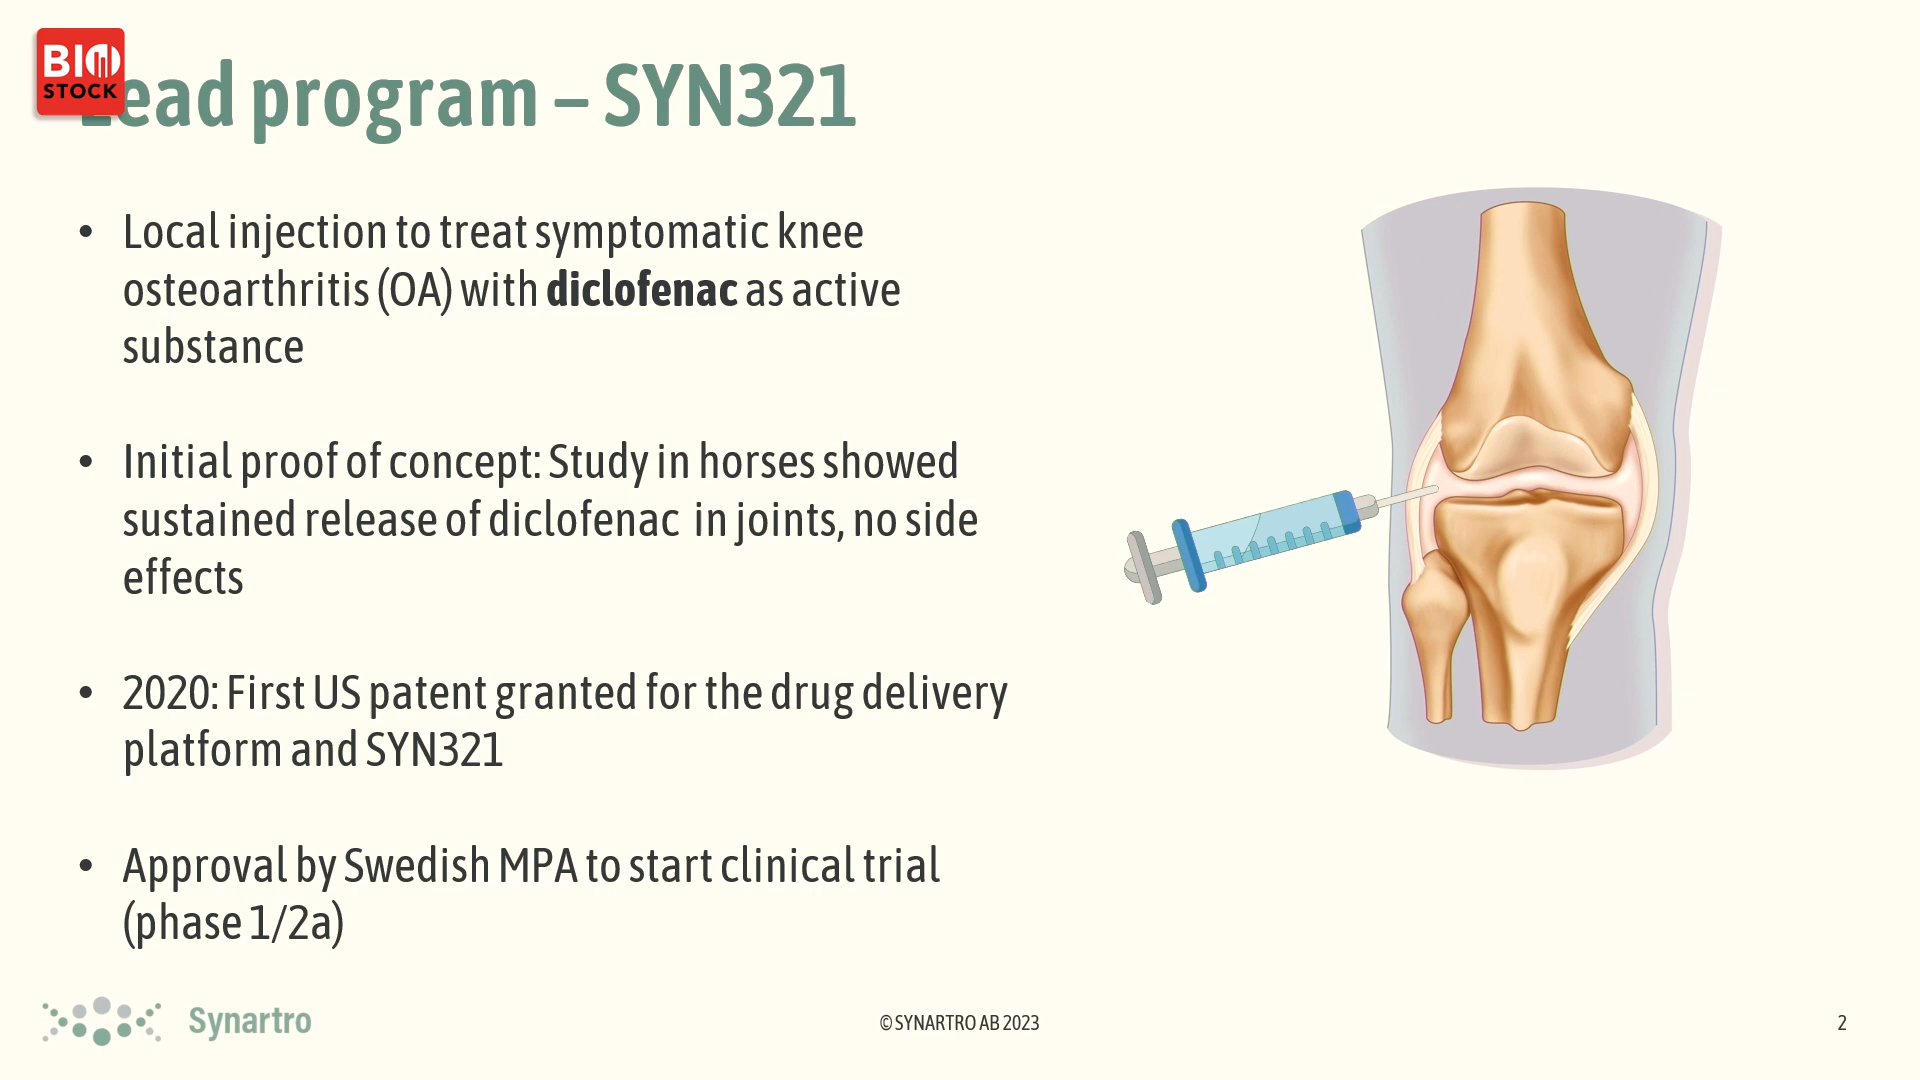 BIO
STOCK
Lead program – SYN321
• Local injection to treat symptomatic knee
osteoarthritis (OA) with diclofenac as active
substance
• Initial proof of concept: Study in horses showed
sustained release of diclofenac in joints, no side
effects
• 2020: First US patent granted for the drug delivery
platform and SYN321
• Approval by Swedish MPA to start clinical trial
(phase 1/2a)
Synartro
© SYNARTRO AB 2023
2